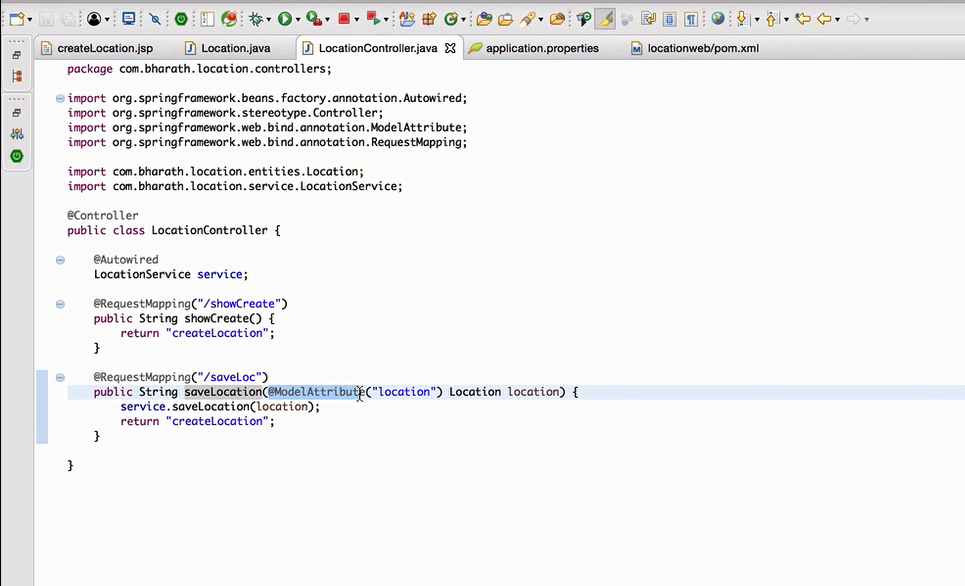 createLocation.jsp Location.java LocationController.java application.properties locationweb/pom.xml
package com.bharath.location.controllers;
import org.springframework.beans.factory.annotation.Autowired;
import org.springframework.stereotype.Controller;
import org.springframework.web.bind.annotation.ModelAttribute;
import org.springframework.web.bind.annotation.RequestMapping;
import com.bharath.location.entities.Location;
import com.bharath.location.service.LocationService;
@Controller
public class LocationController {
@Autowired
LocationService service;
@RequestMapping("/showCreate")
public String showCreate() {
return "createLocation";
}
@RequestMapping("/saveLoc")
public String saveLocation(@ModelAttribute("location") Location location) {
service.saveLocation(location);
return "createLocation";
}
}